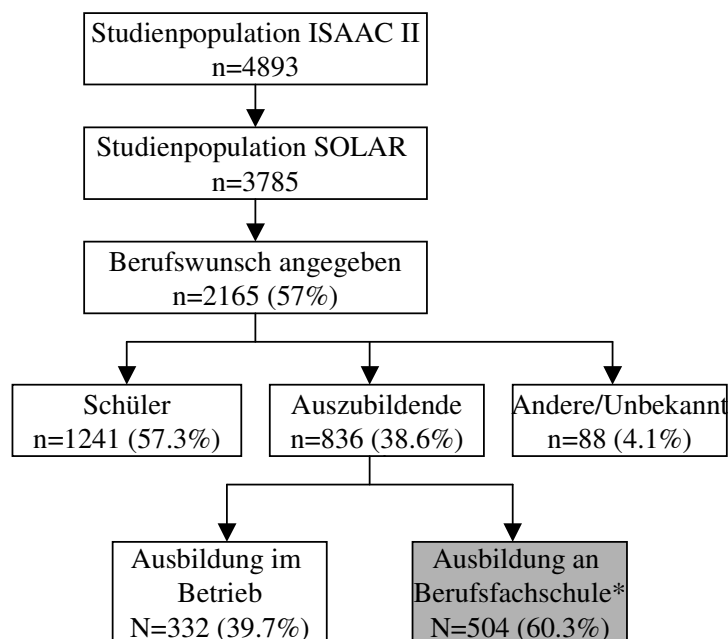 Studienpopulation ISAAC II
n=4893
Studienpopulation SOLAR
n=3785
Berufswunsch angegeben
n=2165 (57%)
Schüler
n=1241 (57.3%)
Auszubildende
n=836 (38.6%)
Andere/Unbekannt
n=88 (4.1%)
Ausbildung im
Betrieb
N=332 (39.7%)
Ausbildung an
Berufsfachschule*
N=504 (60.3%)